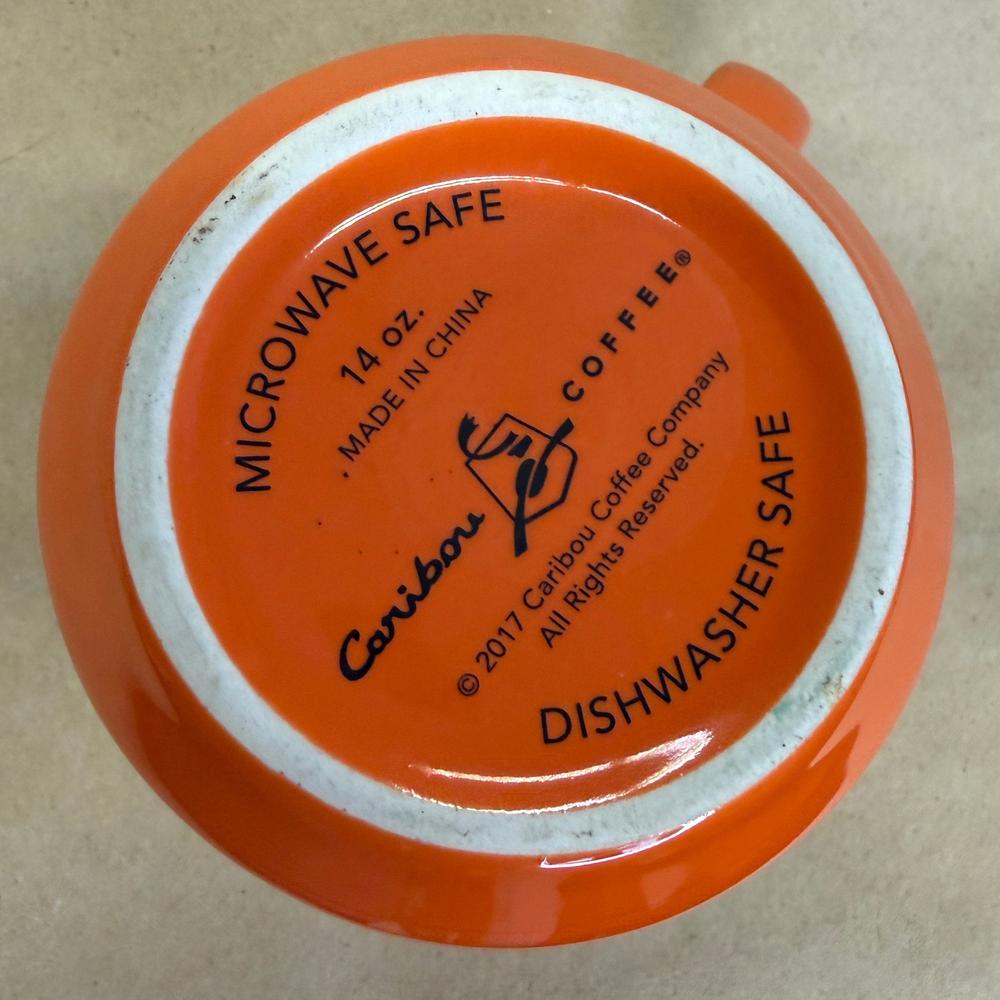 MICROWAVE SAFE
14 oz.
MADE IN CHINA
Caribou COFFEE®
© 2017 Caribou Coffee Company
All Rights Reserved.
DISHWASHER SAFE